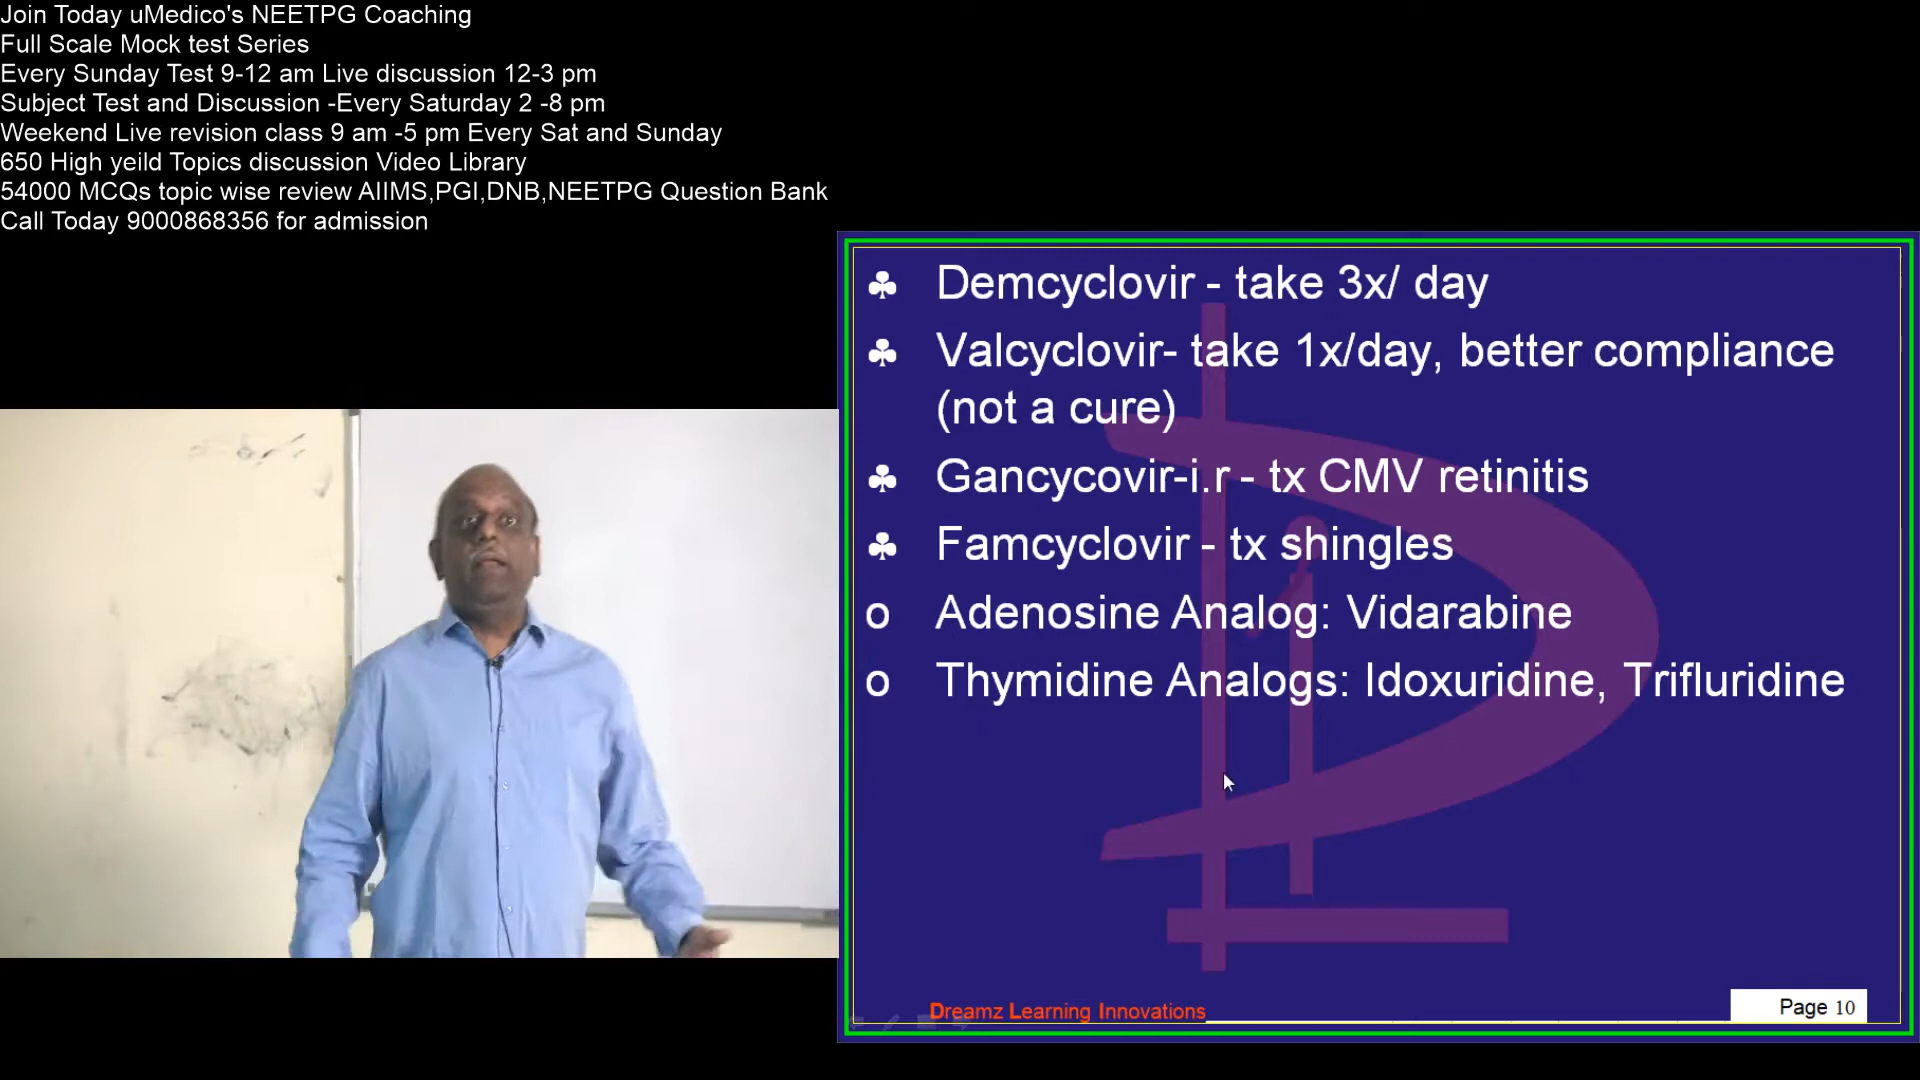 Join Today uMedico's NEETPG Coaching
Full Scale Mock test Series
Every Sunday Test 9-12 am Live discussion 12-3 pm
Subject Test and Discussion -Every Saturday 2 -8 pm
Weekend Live revision class 9 am -5 pm Every Sat and Sunday
650 High yeild Topics discussion Video Library
54000 MCQs topic wise review AIIMS,PGI,DNB,NEETPG Question Bank
Call Today 9000868356 for admission
♣ Demcyclovir - take 3x/ day
♣ Valcyclovir- take 1x/day, better compliance
(not a cure)
♣ Gancycovir-i.r - tx CMV retinitis
♣ Famcyclovir - tx shingles
o Adenosine Analog: Vidarabine
o Thymidine Analogs: Idoxuridine, Trifluridine
Dreamz Learning Innovations
Page 10